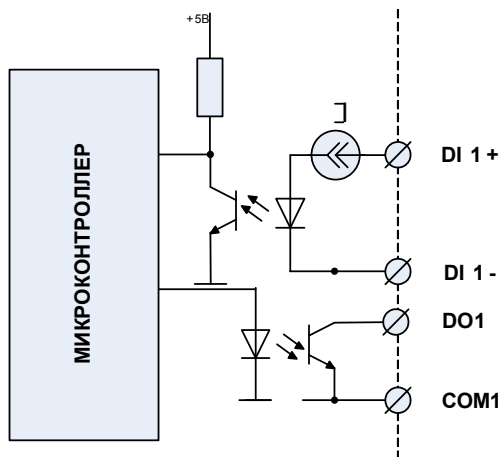 +5В
J
DI 1 +
МИКРОКОНТРОЛЛЕР
DI 1 -
DO1
COM1